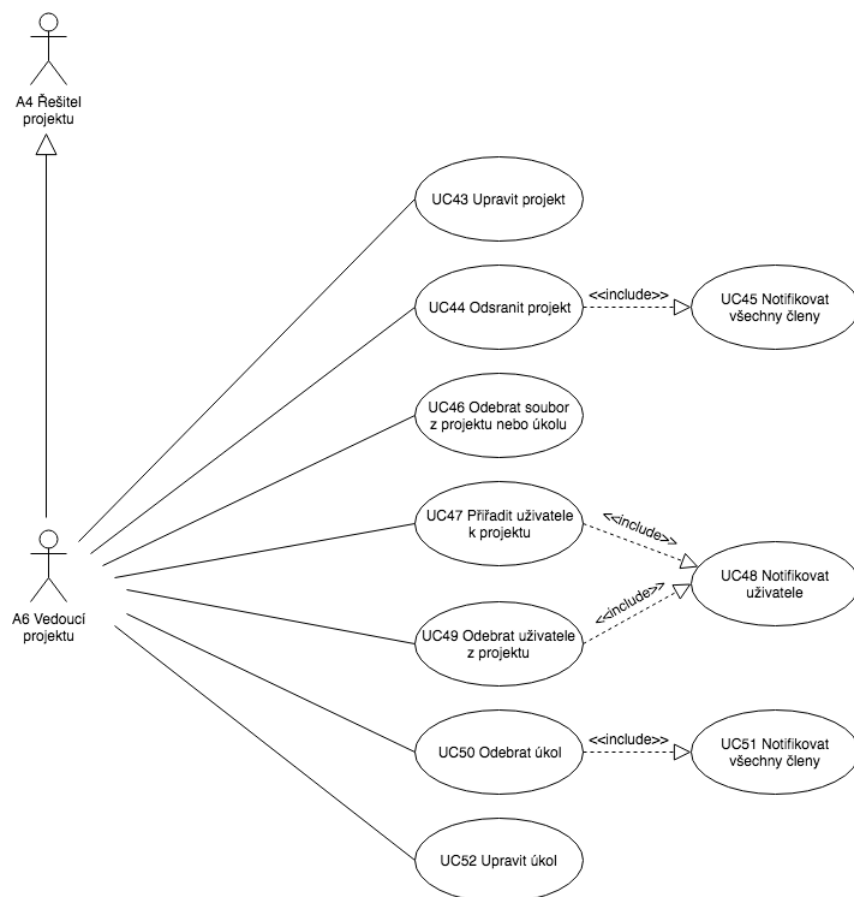 A4 Řešitel
projektu
UC43 Upravit projekt
<<include>>
UC44 Odsranit projekt
UC45 Notifikovat
všechny členy
UC46 Odebrat soubor
z projektu nebo úkolu
UC47 Přiřadit uživatele
k projektu
<<include>>
UC48 Notifikovat
uživatele
A6 Vedoucí
projektu
<<include>>
UC49 Odebrat uživatele
z projektu
UC50 Odebrat úkol
<<include>>
UC51 Notifikovat
všechny členy
UC52 Upravit úkol